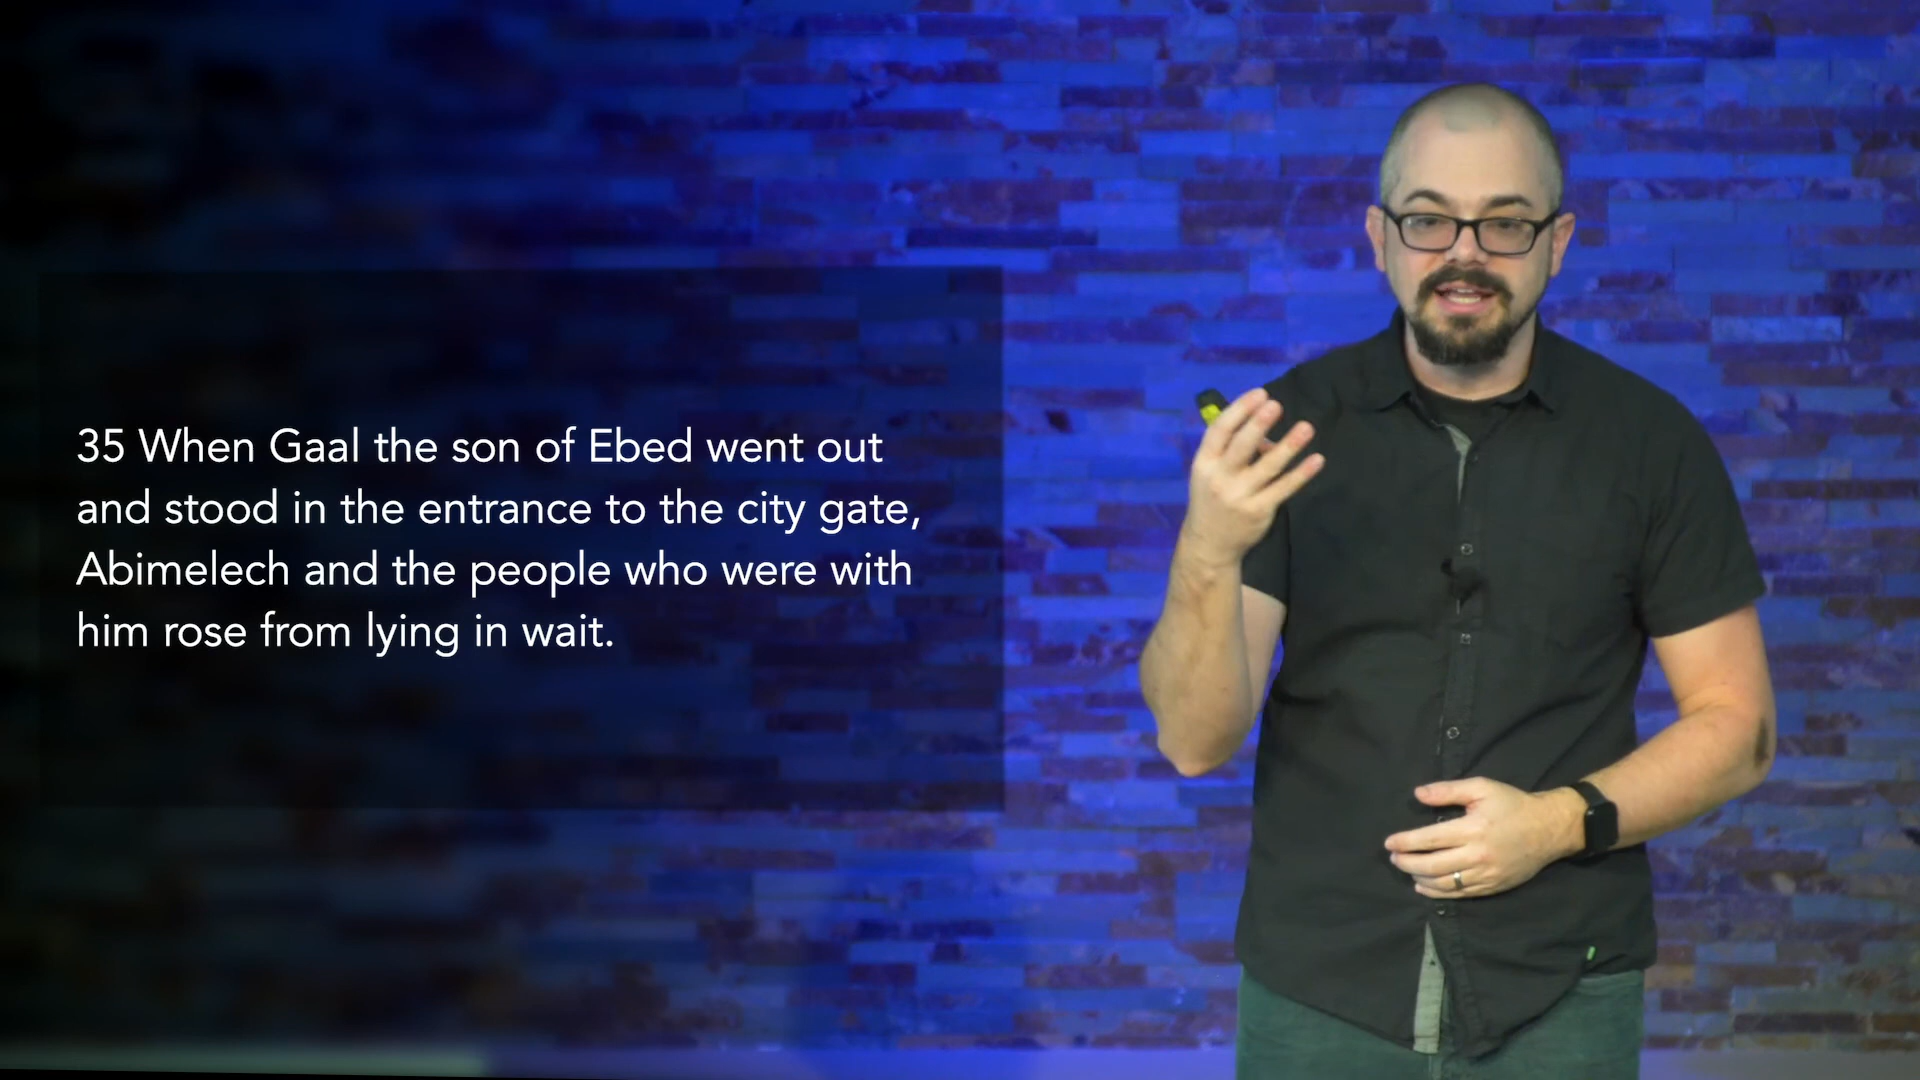 35 When Gaal the son of Ebed went out
and stood in the entrance to the city gate,
Abimelech and the people who were with
him rose from lying in wait.